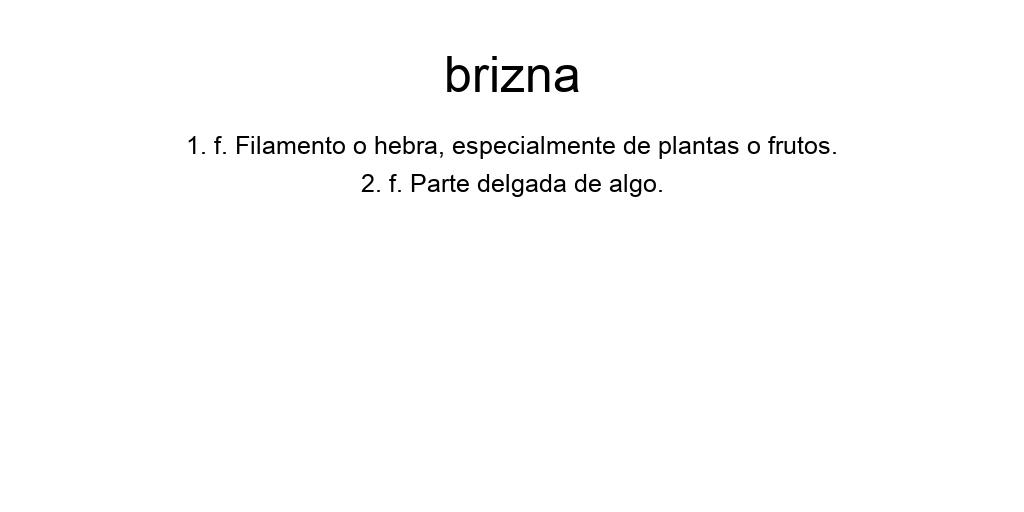 brizna
1. f. Filamento o hebra, especialmente de plantas o frutos.
2. f. Parte delgada de algo.